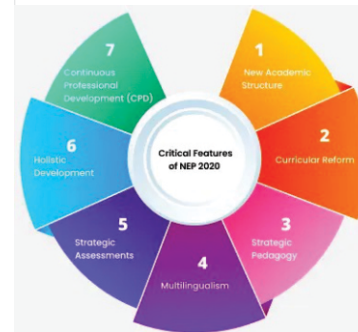 Critical Features
of NEP 2020
1
New Academic
Structure
2
Curricular Reform
3
Strategic
Pedagogy
4
Multilingualism
5
Strategic
Assessments
6
Holistic
Development
7
Continuous
Professional
Development (CPD)